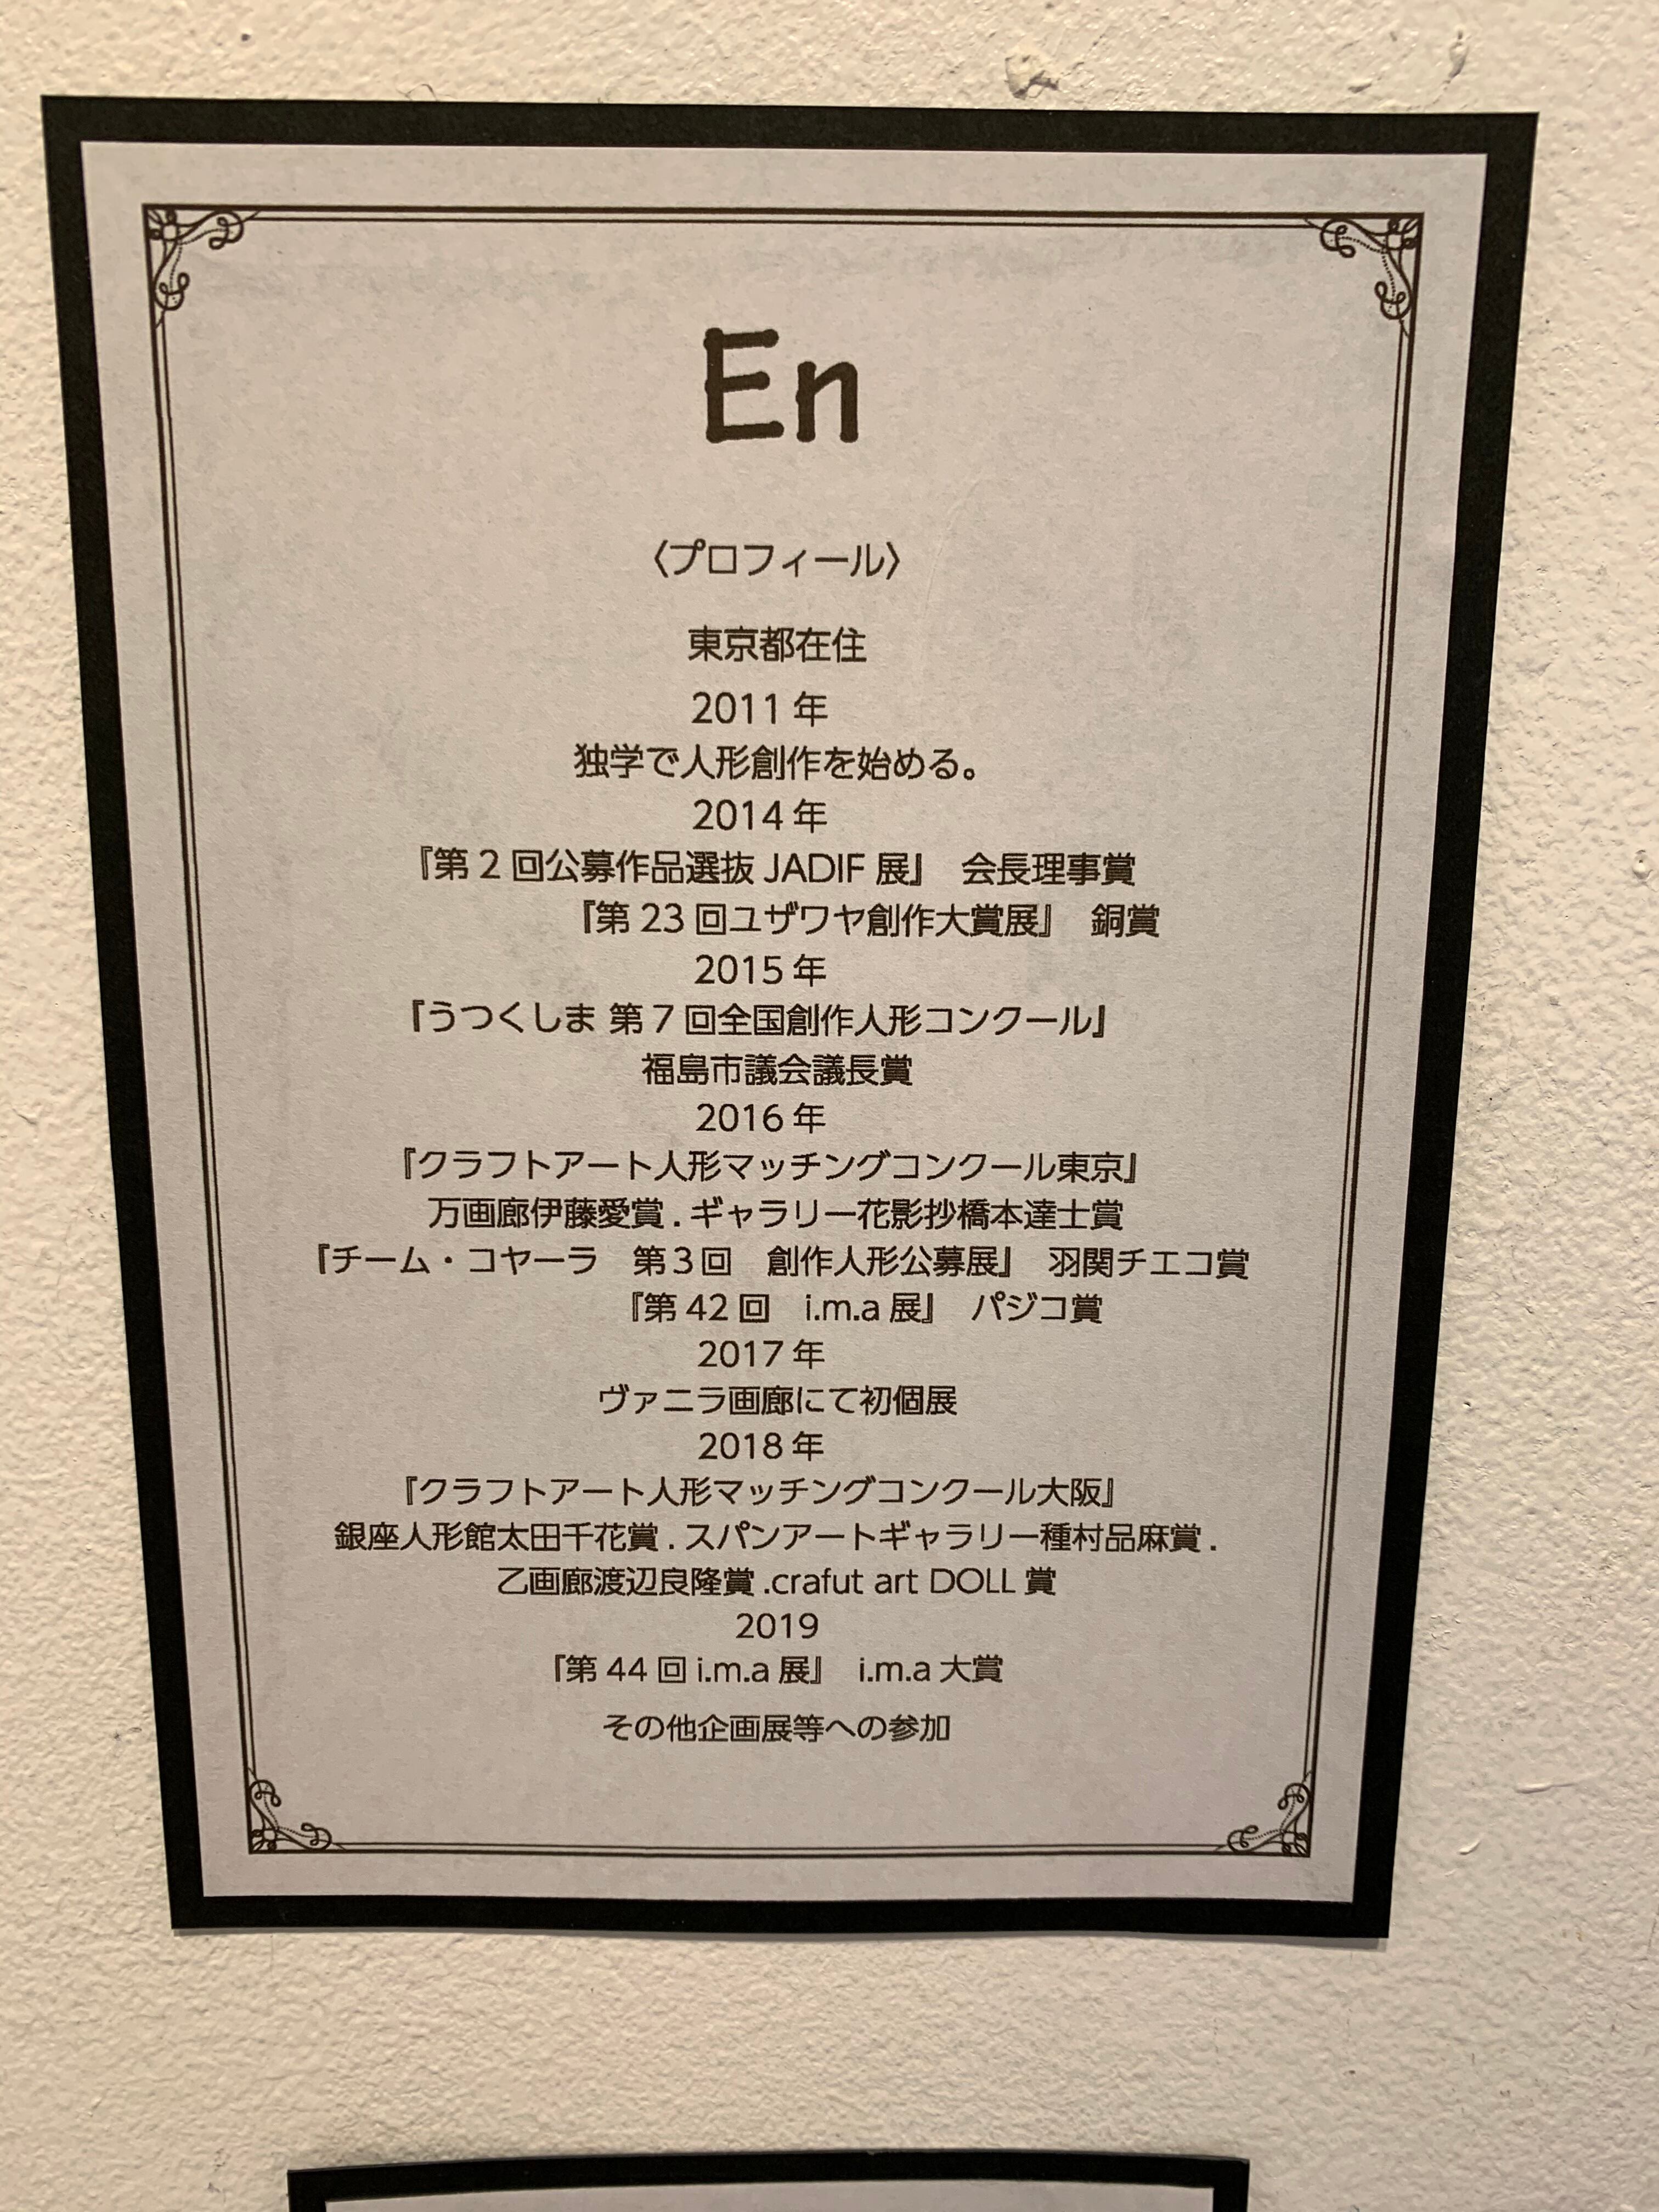 En
〈プロフィール〉
東京都在住
2011 年
独学で人形創作を始める。
2014 年
『第 2 回公募作品選抜 JADIF 展』　会長理事賞
『第 23 回ユザワヤ創作大賞展』　銅賞
2015 年
『うつくしま 第 7 回全国創作人形コンクール』
福島市議会議長賞
2016 年
『クラフトアート人形マッチングコンクール東京』
万画廊伊藤愛賞 . ギャラリー花影抄橋本達士賞
『チーム・コヤーラ　第３回　創作人形公募展』　羽関チエコ賞
『第 42 回　i.m.a 展』　パジコ賞
2017 年
ヴァニラ画廊にて初個展
2018 年
『クラフトアート人形マッチングコンクール大阪』
銀座人形館太田千花賞 . スパンアートギャラリー種村品麻賞 .
乙画廊渡辺良隆賞 .crafut art DOLL 賞
2019
『第 44 回 i.m.a 展』　i.m.a 大賞
その他企画展等への参加